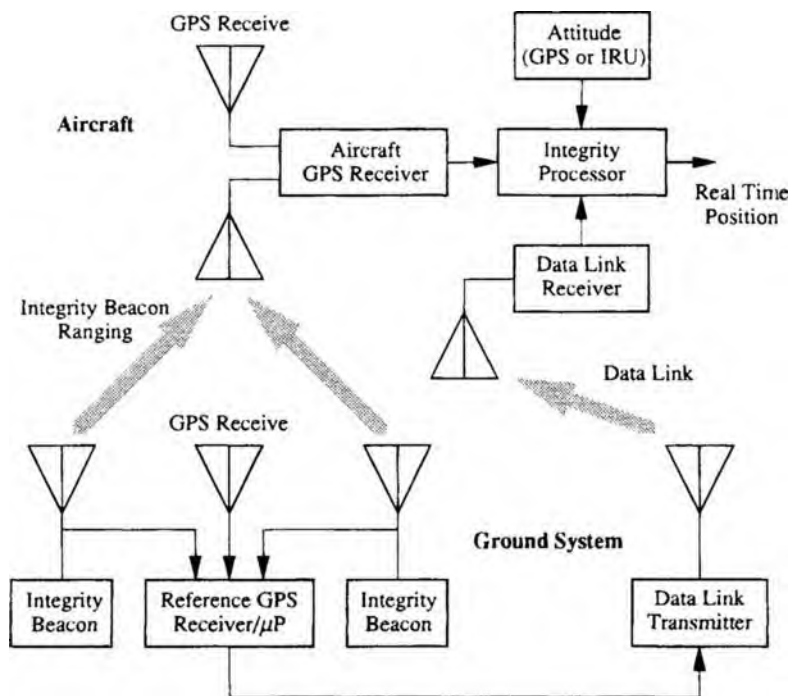 GPS Receive
Attitude
(GPS or IRU)
Aircraft
Aircraft
GPS Receiver
Integrity
Processor
Real Time
Position
Data Link
Receiver
Integrity Beacon
Ranging
Data Link
GPS Receive
Ground System
Integrity
Beacon
Reference GPS
Receiver/μP
Integrity
Beacon
Data Link
Transmitter